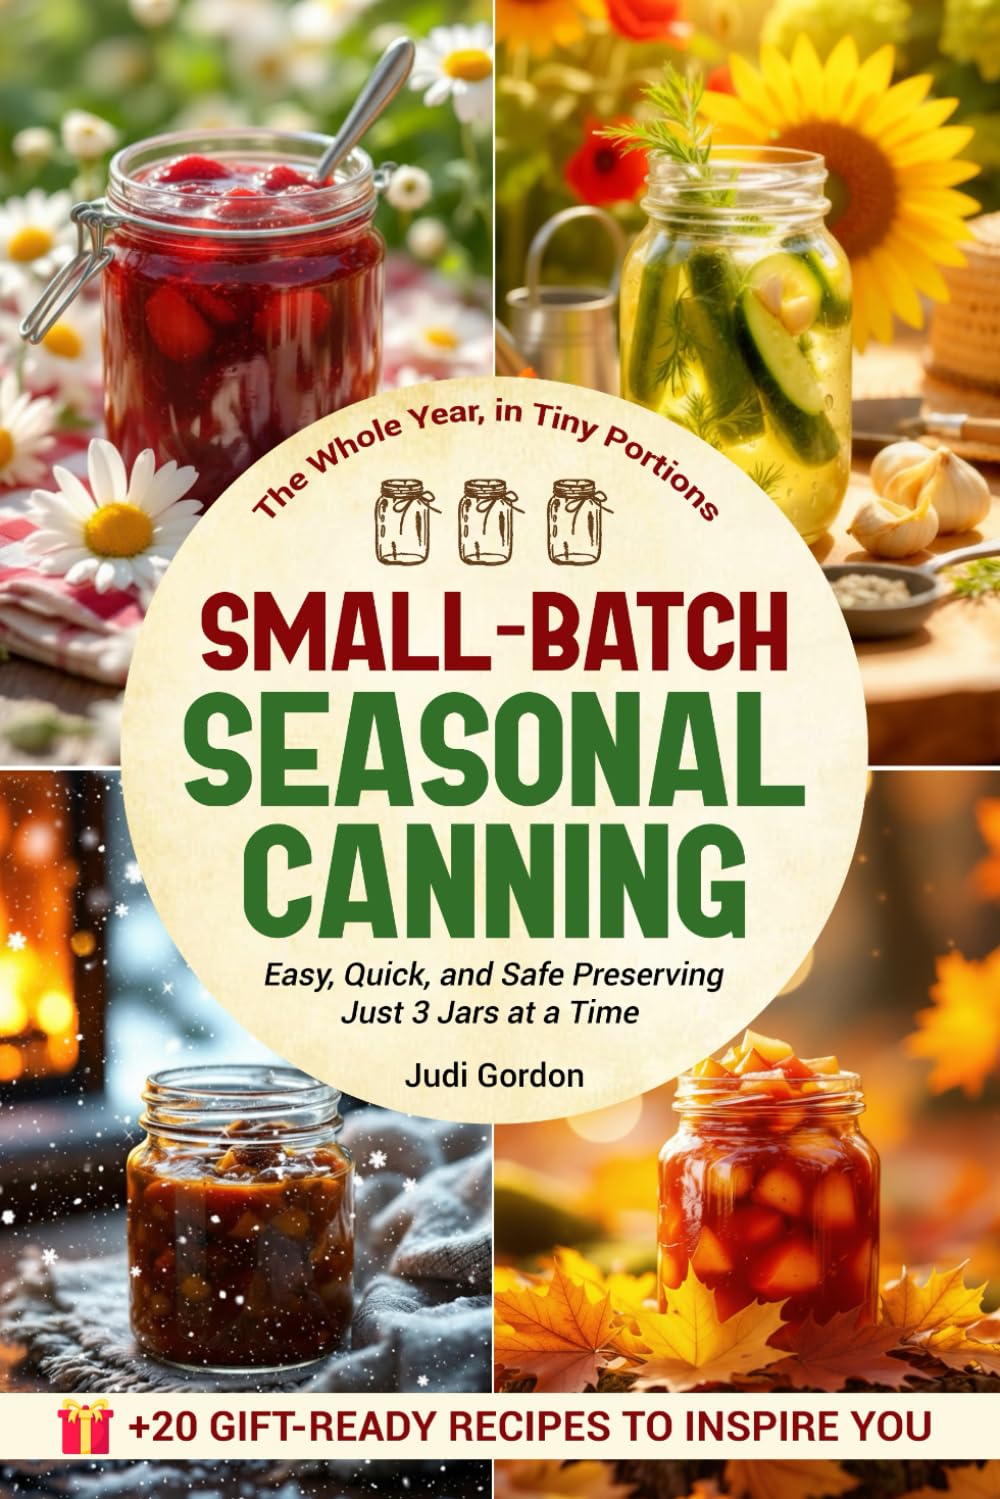 The Whole Year, in Tiny Portions
SMALL-BATCH
SEASONAL
CANNING
Easy, Quick, and Safe Preserving
Just 3 Jars at a Time
Judi Gordon
+20 GIFT-READY RECIPES TO INSPIRE YOU